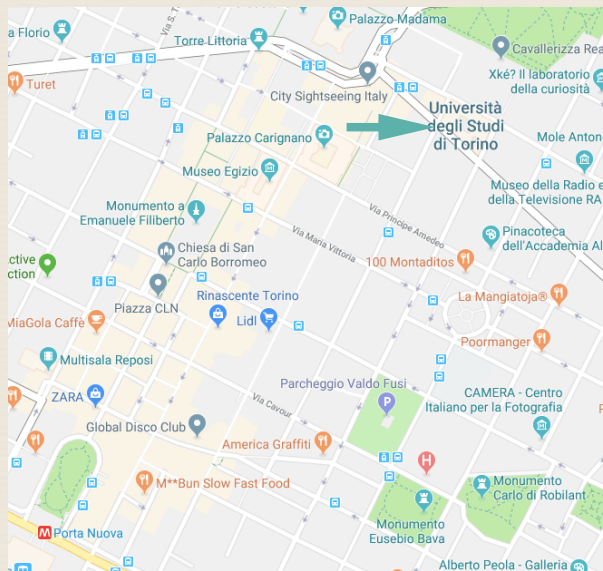 Palazzo Madama
a Florio
Torre Littoria
Cavallerizza Rea
Turet
Xké? Il laboratorio
della curiosità
City Sightseeing Italy
Università
degli Studi
di Torino
Palazzo Carignano
Mole Anton
Museo Egizio
Museo della Radio e
della Televisione RA
Monumento a
Emanuele Filiberto
Via Principe Amedeo
Via Maria Vittoria
Pinacoteca
dell'Accademia Al
Chiesa di San
Carlo Borromeo
ctive
ction
100 Montaditos
Piazza CLN
Rinascente Torino
La Mangiatoja®
Lidl
MiaGola Caffè
Poormanger
Multisala Reposi
Parcheggio Valdo Fusi
P
ZARA
CAMERA - Centro
Italiano per la Fotografia
Via Cavour
Global Disco Club
America Graffiti
H
M**Bun Slow Fast Food
Monumento
Carlo di Robilant
M Porta Nuova
Monumento
Eusebio Bava
Alberto Peola - Galleria